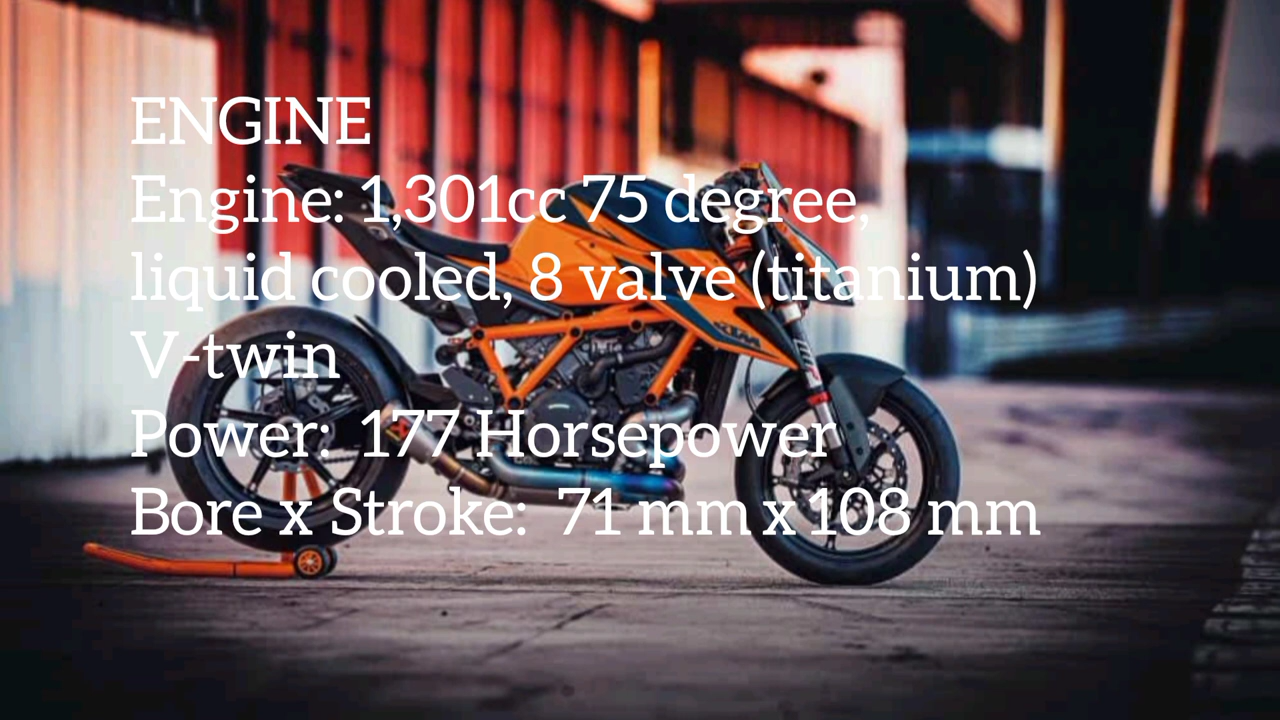 ENGINE
Engine: 1,301cc 75 degree,
liquid cooled, 8 valve (titanium)
V-twin
Power:  177 Horsepower
Bore x Stroke:  71 mm x 108 mm
KTM